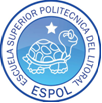 ESCUELA SUPERIOR POLITECNICA DEL LITORAL
ESPOL